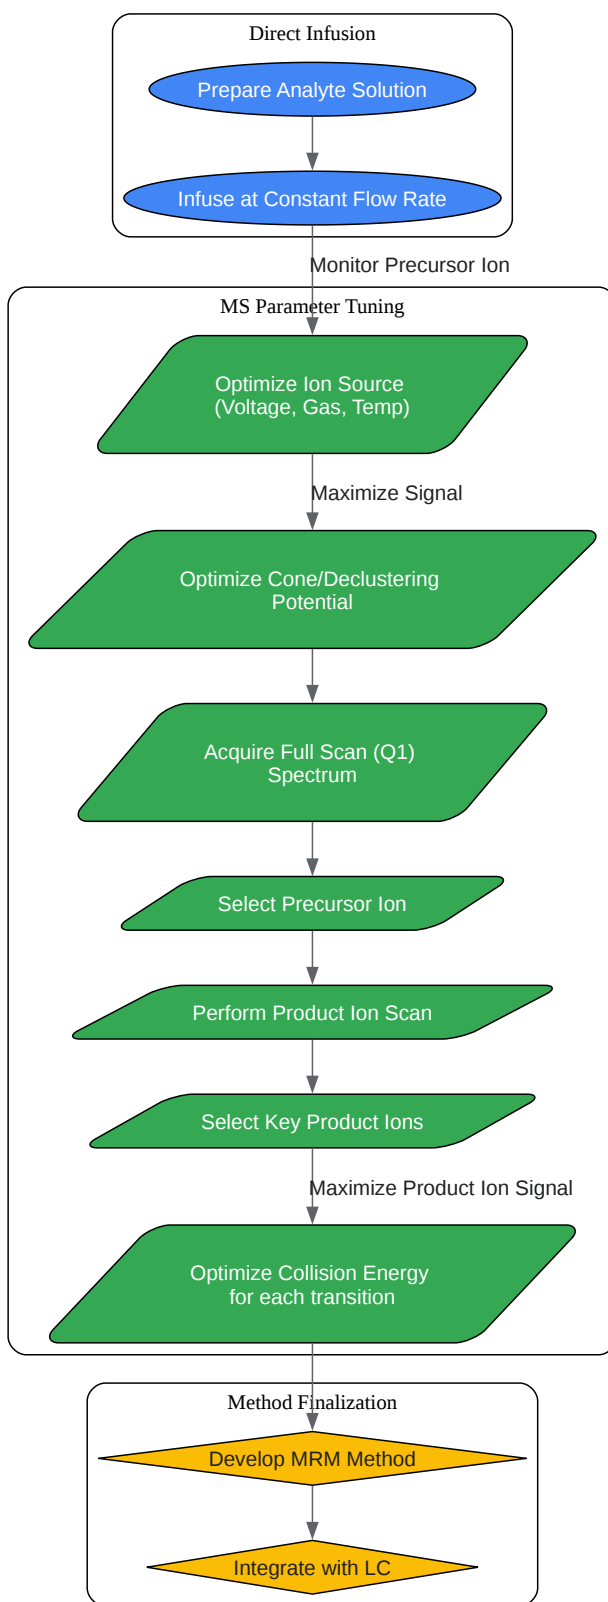 Direct Infusion
Prepare Analyte Solution
Infuse at Constant Flow Rate
Monitor Precursor Ion
MS Parameter Tuning
Optimize Ion Source
(Voltage, Gas, Temp)
Maximize Signal
Optimize Cone/Declustering
Potential
Acquire Full Scan (Q1)
Spectrum
Select Precursor Ion
Perform Product Ion Scan
Select Key Product Ions
Maximize Product Ion Signal
Optimize Collision Energy
for each transition
Method Finalization
Develop MRM Method
Integrate with LC